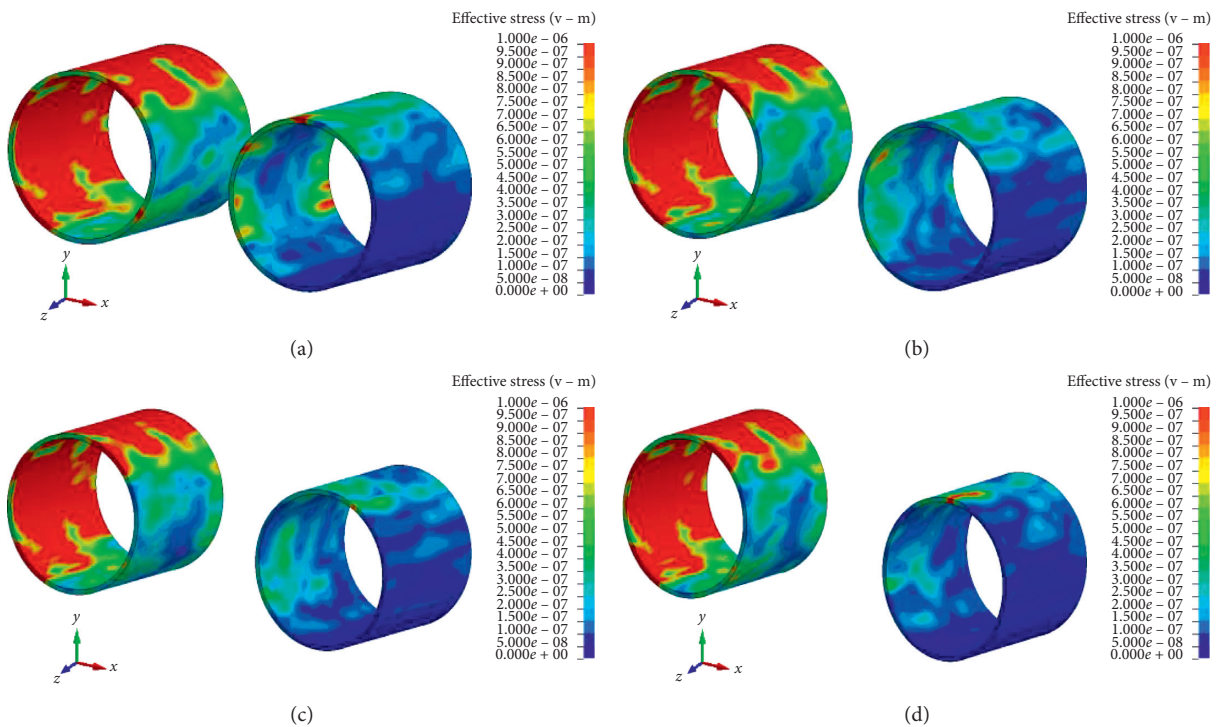 Effective stress (v – m)
1.000e – 06
9.500e – 07
9.000e – 07
8.500e – 07
7.500e – 07
7.000e – 07
6.500e – 07
6.000e – 07
5.500e – 07
5.000e – 07
4.500e – 07
4.000e – 07
3.500e – 07
3.000e – 07
2.500e – 07
2.000e – 07
1.500e – 07
1.000e – 07
5.000e – 08
0.000e + 00
y
x
z
(a)
Effective stress (v – m)
1.000e – 06
9.500e – 07
9.000e – 07
8.500e – 07
7.500e – 07
7.000e – 07
6.500e – 07
6.000e – 07
5.500e – 07
5.000e – 07
4.500e – 07
4.000e – 07
3.500e – 07
3.000e – 07
2.500e – 07
2.000e – 07
1.500e – 07
1.000e – 07
5.000e – 08
0.000e + 00
y
x
z
(b)
Effective stress (v – m)
1.000e – 06
9.500e – 07
9.000e – 07
8.500e – 07
7.500e – 07
7.000e – 07
6.500e – 07
6.000e – 07
5.500e – 07
5.000e – 07
4.500e – 07
4.000e – 07
3.500e – 07
3.000e – 07
2.500e – 07
2.000e – 07
1.500e – 07
1.000e – 07
5.000e – 08
0.000e + 00
y
x
z
(c)
Effective stress (v – m)
1.000e – 06
9.500e – 07
9.000e – 07
8.500e – 07
7.500e – 07
7.000e – 07
6.500e – 07
6.000e – 07
5.500e – 07
5.000e – 07
4.500e – 07
4.000e – 07
3.500e – 07
3.000e – 07
2.500e – 07
2.000e – 07
1.500e – 07
1.000e – 07
5.000e – 08
0.000e + 00
y
x
z
(d)